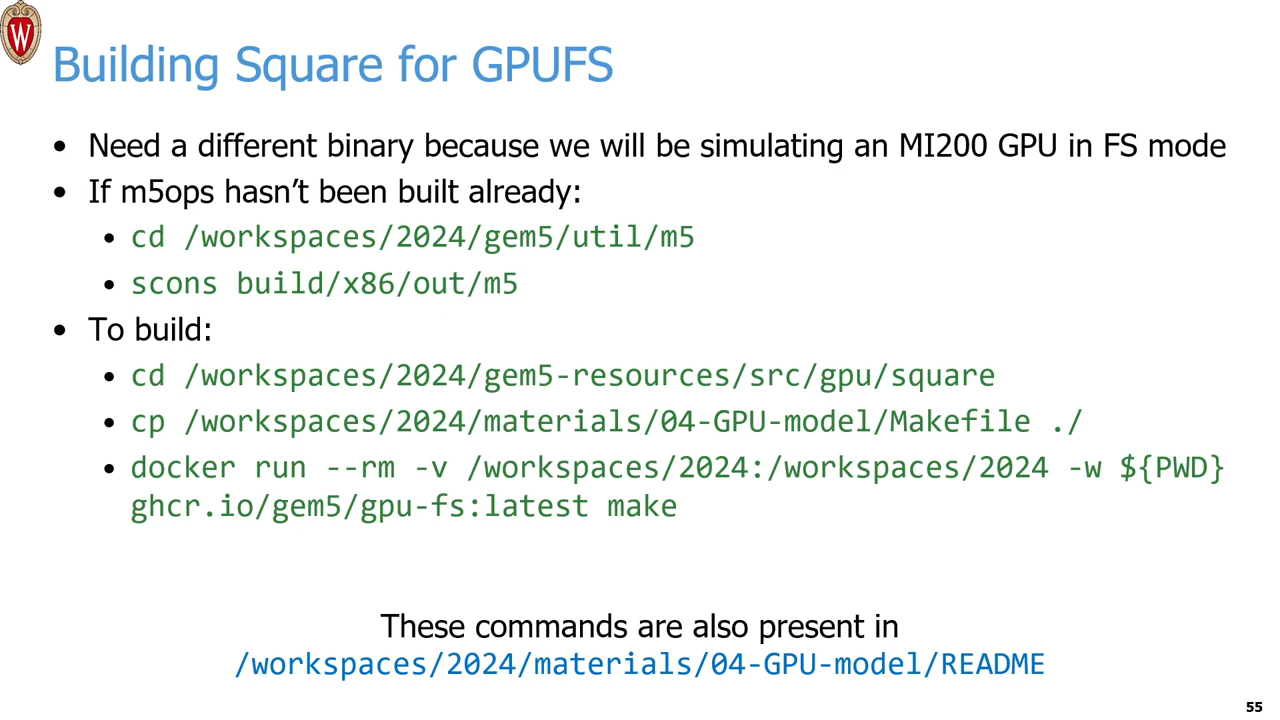 W
Building Square for GPUFS
• Need a different binary because we will be simulating an MI200 GPU in FS mode
• If m5ops hasn’t been built already:
• cd /workspaces/2024/gem5/util/m5
• scons build/x86/out/m5
• To build:
• cd /workspaces/2024/gem5-resources/src/gpu/square
• cp /workspaces/2024/materials/04-GPU-model/Makefile ./
• docker run --rm -v /workspaces/2024:/workspaces/2024 -w ${PWD}
ghcr.io/gem5/gpu-fs:latest make
These commands are also present in
/workspaces/2024/materials/04-GPU-model/README
55